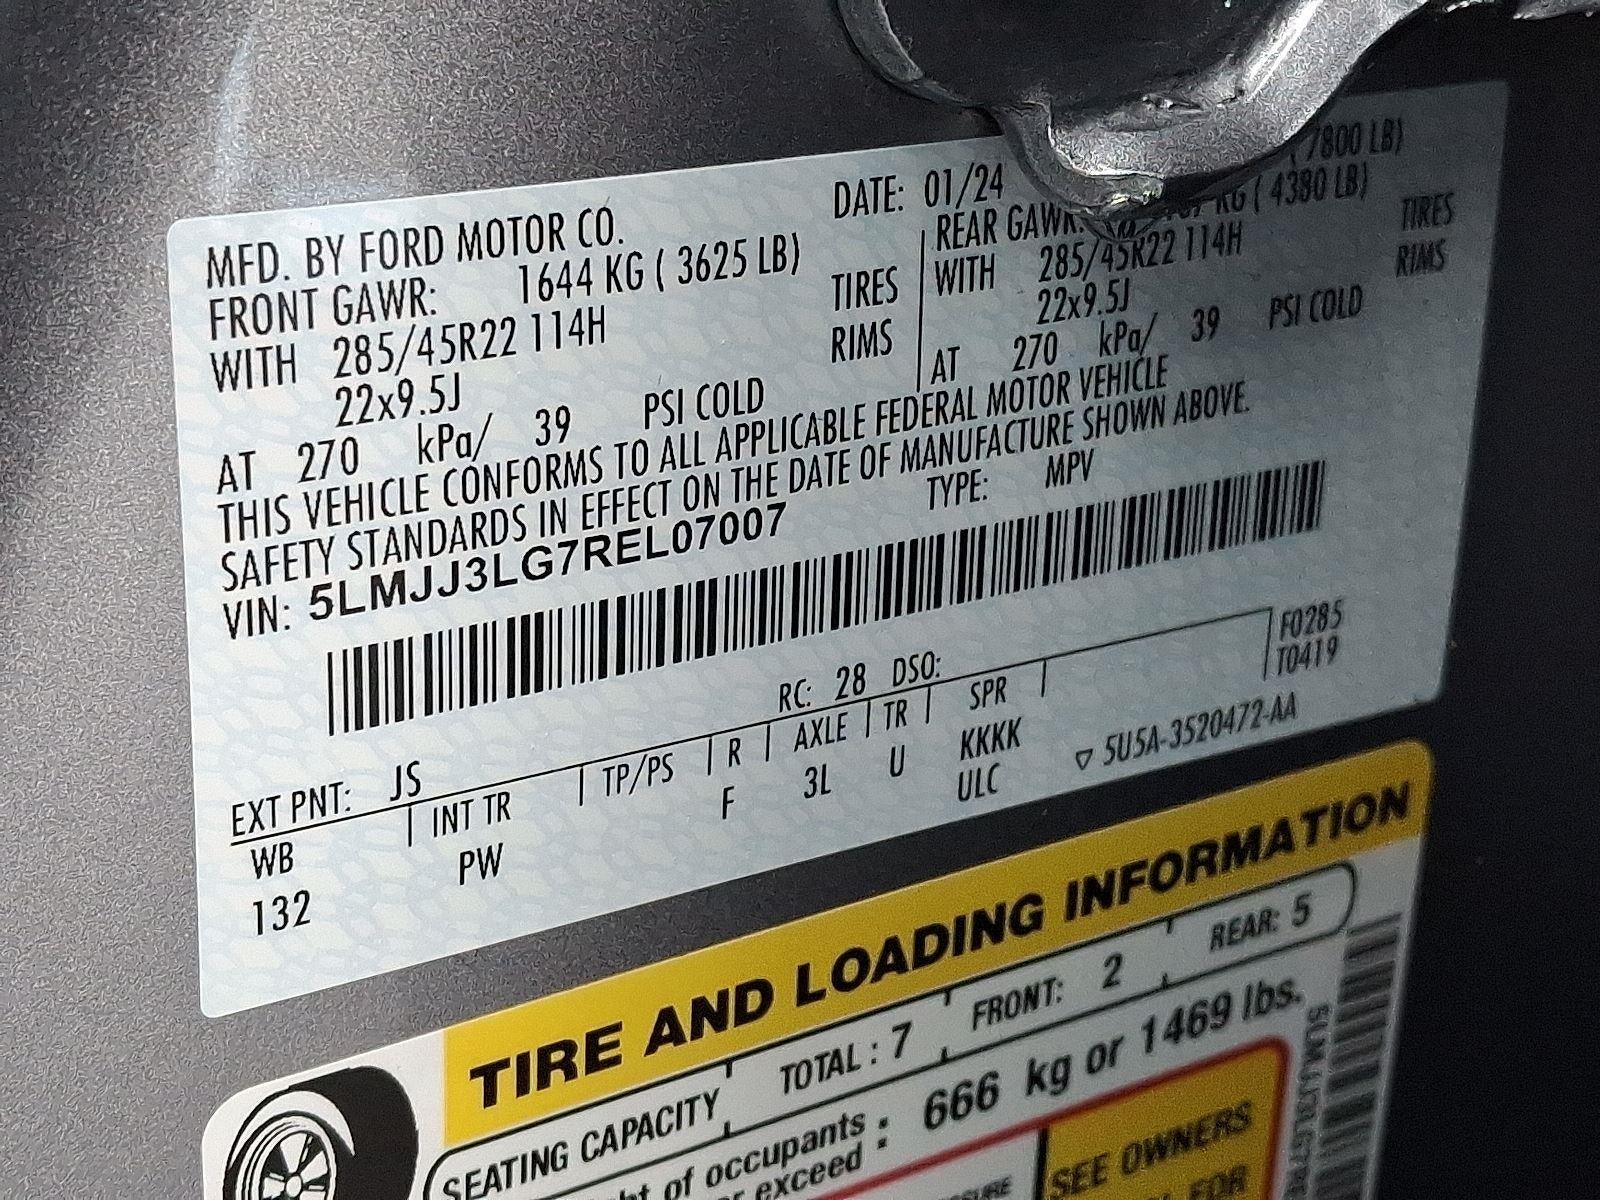 MFD. BY FORD MOTOR CO.
DATE: 01/24
7800 LB)
FRONT GAWR: 1644 KG ( 3625 LB)
REAR GAWR: KG ( 4380 LB)
WITH 285/45R22 114H TIRES
WITH 285/45R22 114H TIRES
22x9.5J RIMS
22x9.5J RIMS
AT 270 kPa/ 39 PSI COLD
AT 270 kPa/ 39 PSI COLD
THIS VEHICLE CONFORMS TO ALL APPLICABLE FEDERAL MOTOR VEHICLE
SAFETY STANDARDS IN EFFECT ON THE DATE OF MANUFACTURE SHOWN ABOVE.
VIN: 5LMJJ3LG7REL07007 TYPE: MPV
F0285
T0419
EXT PNT: JS RC: 28 DSO:
WB INT TR TP/PS R AXLE TR SPR
132 PW F 3L U KKKK
ULC
▽ 5U5A-3520472-AA
TIRE AND LOADING INFORMATION
SEATING CAPACITY TOTAL : 7 FRONT: 2 REAR: 5
of occupants : 666 kg or 1469 lbs.
exceed
SEE OWNERS
FOR